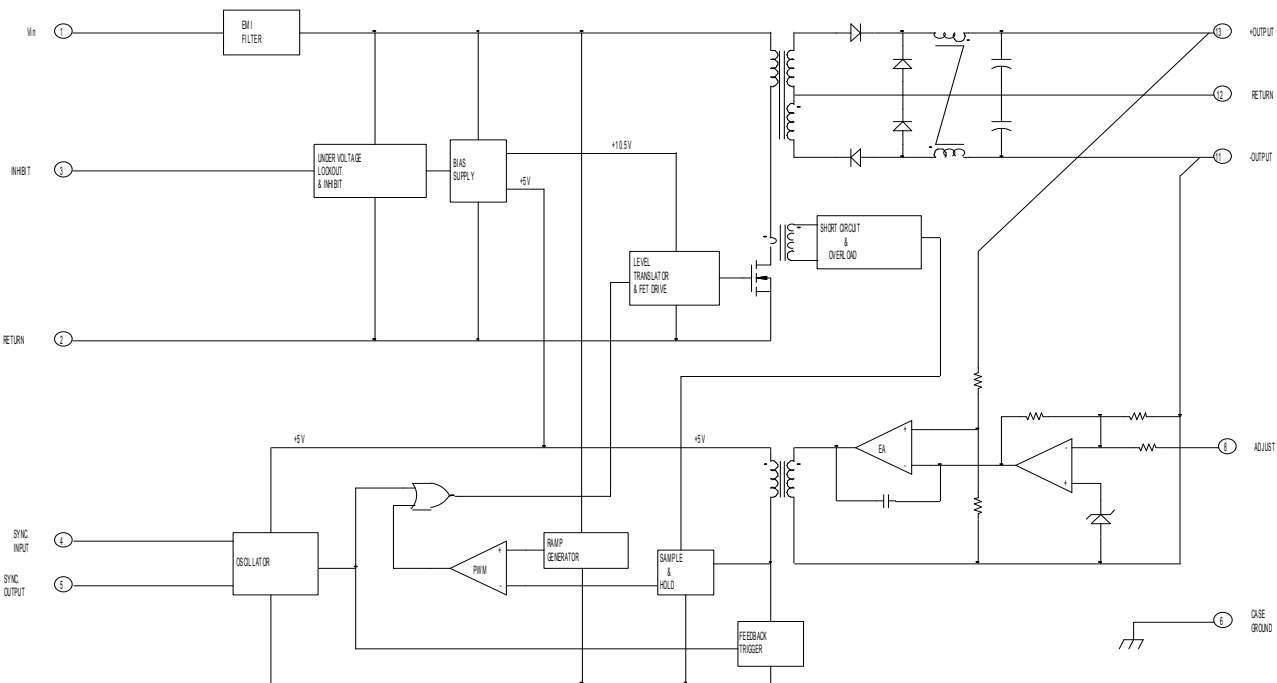 Vin
1
EMI
FILTER
13
+OUTPUT
12
RETURN
INHIBIT
3
UNDER VOLTAGE
LOCKOUT
& INHIBIT
BIAS
SUPPLY
+10.5V
+5V
11
-OUTPUT
SHORT CIRCUIT
&
OVERLOAD
LEVEL
TRANSLATOR
& FET DRIVE
RETURN
2
+5V
+5V
+
EA
-
-
+
8
ADJUST
SYNC.
INPUT
4
OSCILLATOR
SYNC.
OUTPUT
5
+
PWM
-
RAMP
GENERATOR
SAMPLE
&
HOLD
FEEDBACK
TRIGGER
6
CASE
GROUND